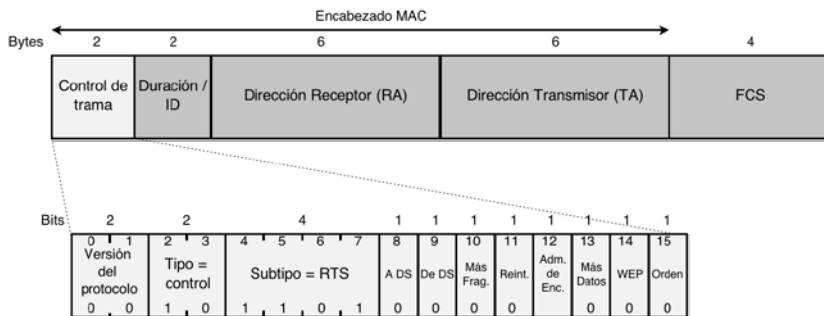 Encabezado MAC
Bytes 2 2 6 6 4
Control de trama Duración / ID Dirección Receptor (RA) Dirección Transmisor (TA) FCS
Bits 2 2 4 1 1 1 1 1 1 1 1
0 1 2 3 4 5 6 7 8 9 10 11 12 13 14 15
Versión del protocolo Tipo = control Subtipo = RTS A DS De DS Más Frag. Reint. Adm. de Enc. Más Datos WEP Orden
0 0 1 0 1 1 0 1 0 0 0 0 0 0 0